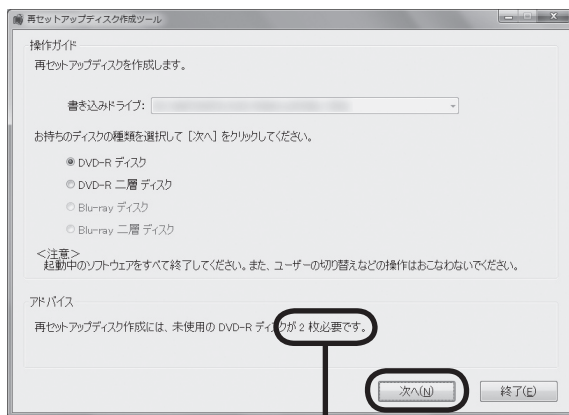 再セットアップディスク作成ツール
操作ガイド
再セットアップディスクを作成します。
書き込みドライブ:
お持ちのディスクの種類を選択して [次へ] をクリックしてください。
DVD-R ディスク
DVD-R 二層 ディスク
Blu-ray ディスク
Blu-ray 二層 ディスク
<注意>
起動中のソフトウェアをすべて終了してください。また、ユーザーの切り替えなどの操作はおこなわないでください。
アドバイス
再セットアップディスク作成には、未使用の DVD-R ディスクが 2 枚必要です。
次へ(N) 終了(E)